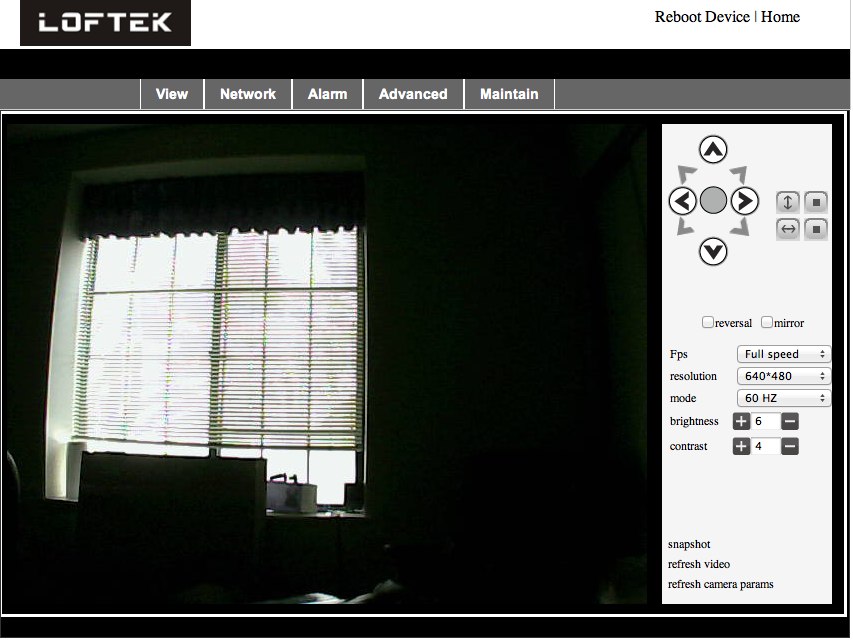 LOFTEK
Reboot Device | Home
View Network Alarm Advanced Maintain
reversal mirror
Fps Full speed
resolution 640*480
mode 60 HZ
brightness + 6 −
contrast + 4 −
snapshot
refresh video
refresh camera params